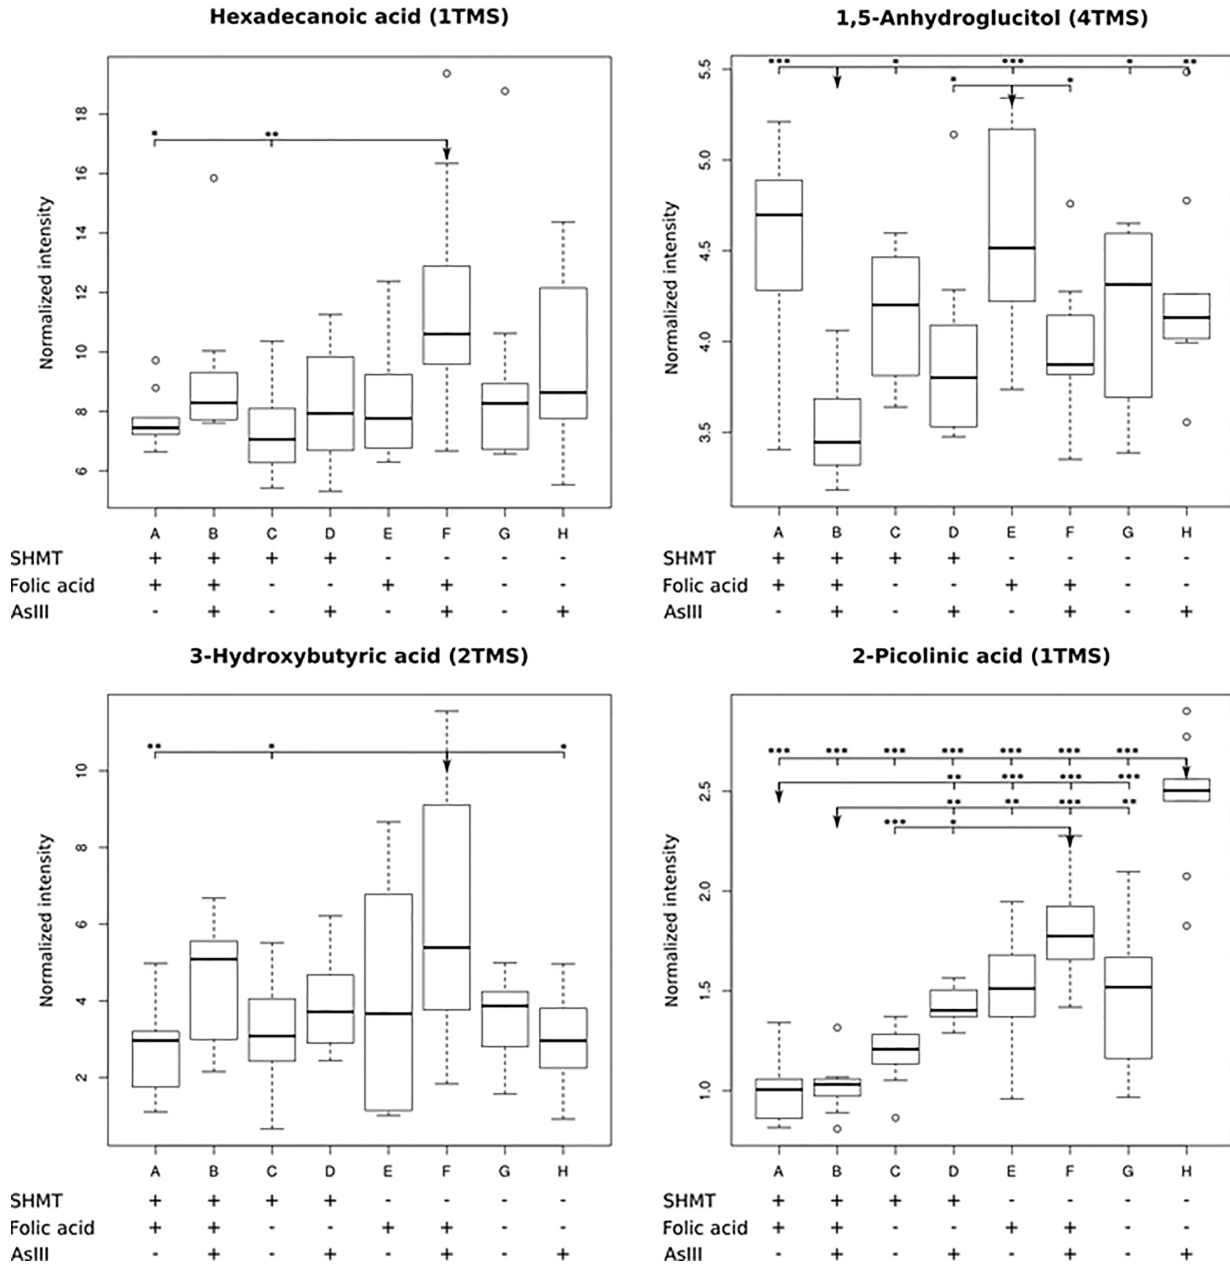 Hexadecanoic acid (1TMS)
* **
Normalized intensity
18
16
14
12
10
8
6
A B C D E F G H
SHMT + + + + - - - -
Folic acid + + - - + + - -
AsIII - + - + - + - +
1,5-Anhydroglucitol (4TMS)
*** * *** * **
* *
Normalized intensity
5.5
5.0
4.5
4.0
3.5
A B C D E F G H
SHMT + + + + - - - -
Folic acid + + - - + + - -
AsIII - + - + - + - +
3-Hydroxybutyric acid (2TMS)
** * *
Normalized intensity
10
8
6
4
2
A B C D E F G H
SHMT + + + + - - - -
Folic acid + + - - + + - -
AsIII - + - + - + - +
2-Picolinic acid (1TMS)
*** *** *** *** *** *** ***
** *** *** ***
** ** *** **
*** *
Normalized intensity
2.5
2.0
1.5
1.0
A B C D E F G H
SHMT + + + + - - - -
Folic acid + + - - + + - -
AsIII - + - + - + - +